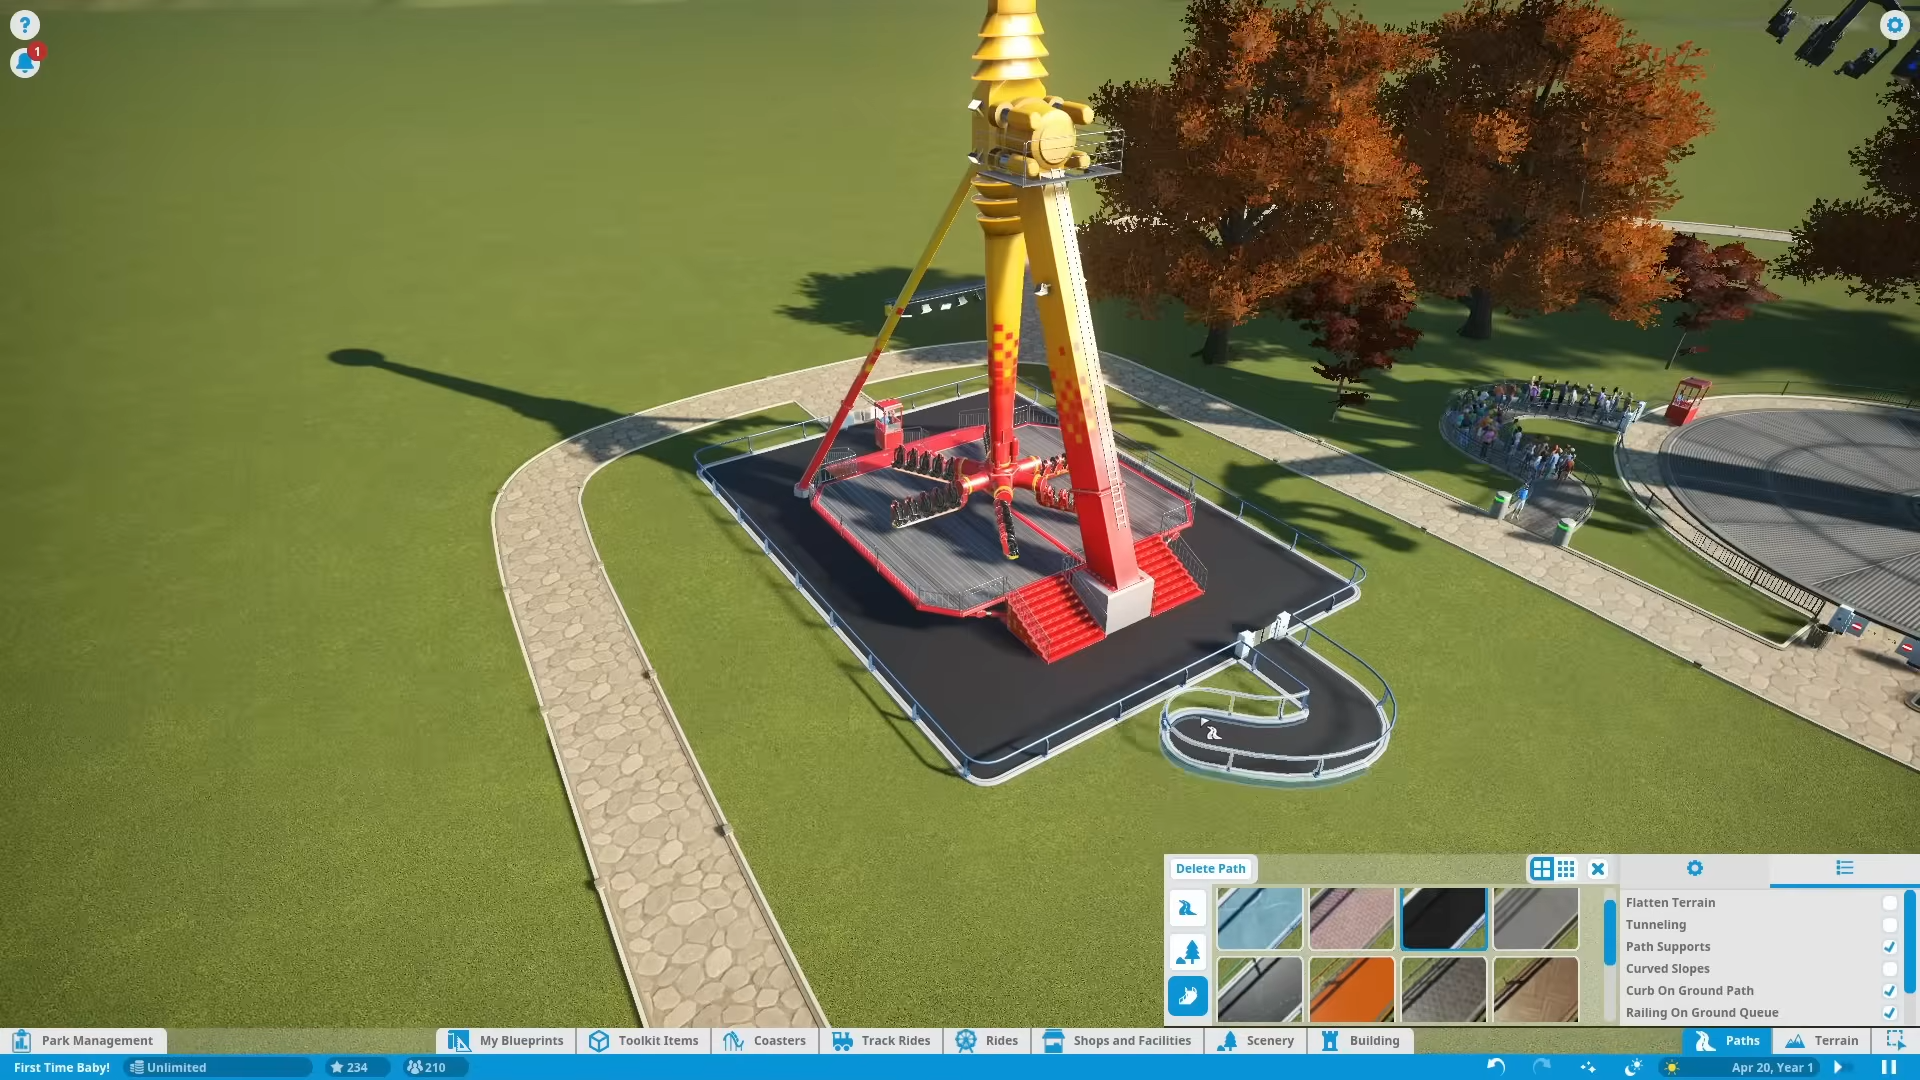 ?
1
Delete Path
Flatten Terrain
Tunneling
Path Supports
Curved Slopes
Curb On Ground Path
Railing On Ground Queue
Park Management
My Blueprints
Toolkit Items
Coasters
Track Rides
Rides
Shops and Facilities
Scenery
Building
Paths
Terrain
First Time Baby!
Unlimited
234
210
Apr 20, Year 1